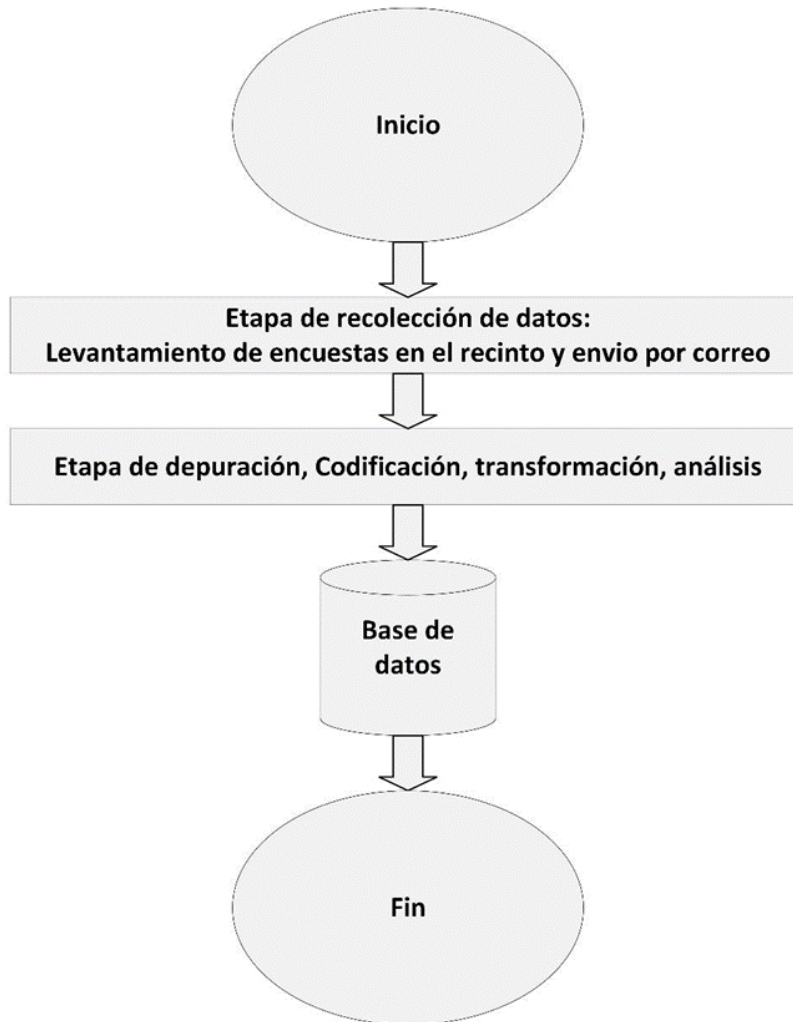 Inicio
Etapa de recolección de datos:
Levantamiento de encuestas en el recinto y envio por correo
Etapa de depuración, Codificación, transformación, análisis
Base de
datos
Fin